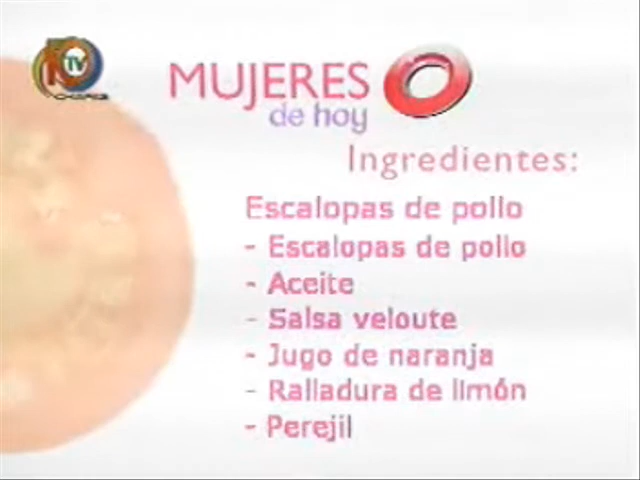 TV
MUJERES
de hoy
Ingredientes:
Escalopas de pollo
- Escalopas de pollo
- Aceite
- Salsa veloute
- Jugo de naranja
- Ralladura de limón
- Perejil